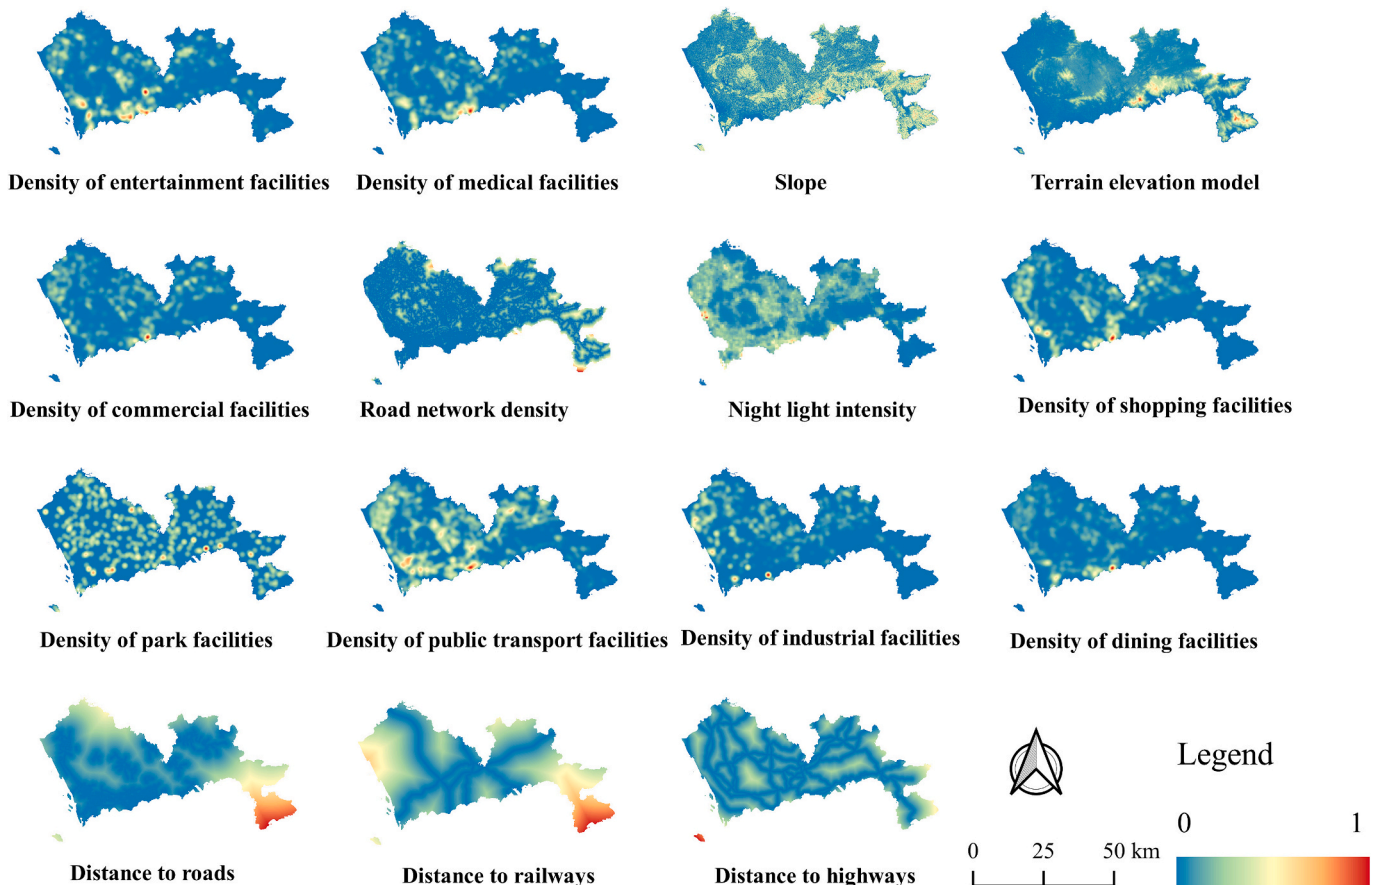 Density of entertainment facilities
Density of medical facilities
Slope
Terrain elevation model
Density of commercial facilities
Road network density
Night light intensity
Density of shopping facilities
Density of park facilities
Density of public transport facilities
Density of industrial facilities
Density of dining facilities
Distance to roads
Distance to railways
Distance to highways
Legend
0 1
0 25 50 km